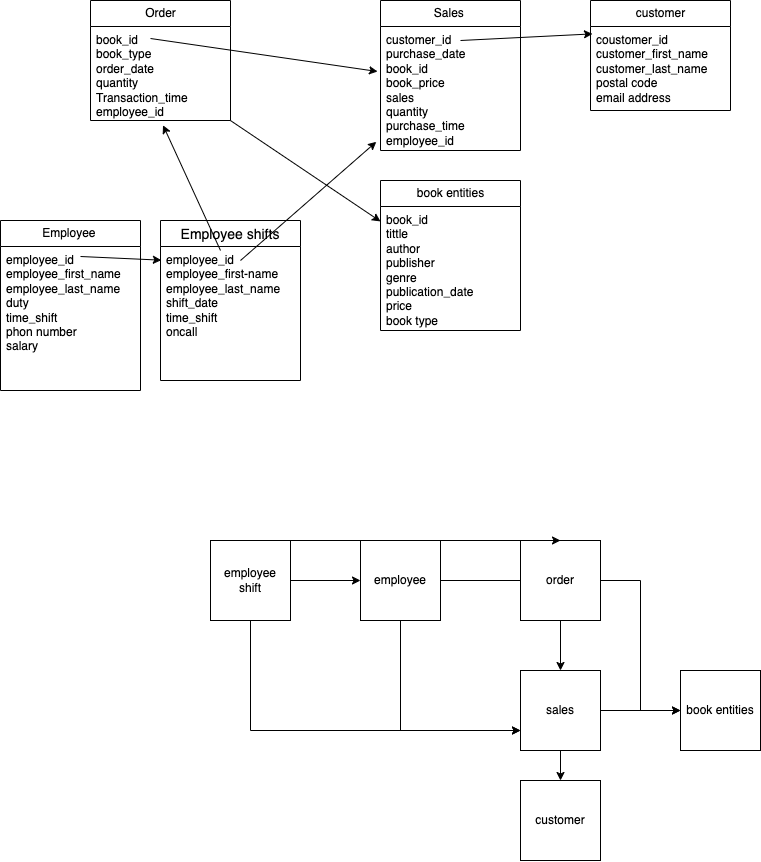 Order
book_id
book_type
order_date
quantity
Transaction_time
employee_id
Sales
customer_id
purchase_date
book_id
book_price
sales
quantity
purchase_time
employee_id
customer
coustomer_id
customer_first_name
customer_last_name
postal code
email address
book entities
book_id
tittle
author
publisher
genre
publication_date
price
book type
Employee
employee_id
employee_first_name
employee_last_name
duty
time_shift
phon number
salary
Employee shifts
employee_id
employee_first-name
employee_last_name
shift_date
time_shift
oncall
employee
shift
employee
order
sales
book entities
customer